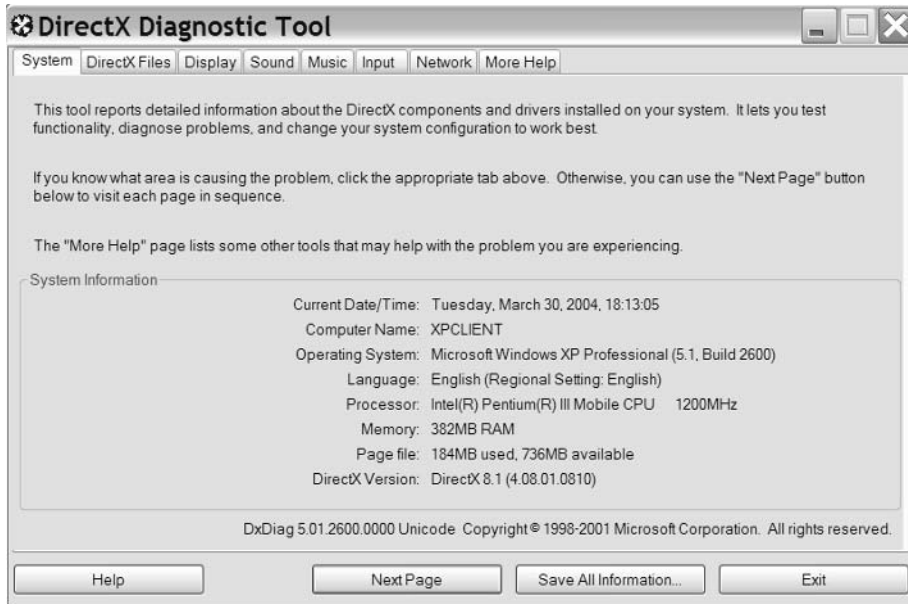 DirectX Diagnostic Tool
System DirectX Files Display Sound Music Input Network More Help
This tool reports detailed information about the DirectX components and drivers installed on your system. It lets you test
functionality, diagnose problems, and change your system configuration to work best.
If you know what area is causing the problem, click the appropriate tab above. Otherwise, you can use the "Next Page" button
below to visit each page in sequence.
The "More Help" page lists some other tools that may help with the problem you are experiencing.
System Information
Current Date/Time: Tuesday, March 30, 2004, 18:13:05
Computer Name: XPCLIENT
Operating System: Microsoft Windows XP Professional (5.1, Build 2600)
Language: English (Regional Setting: English)
Processor: Intel(R) Pentium(R) III Mobile CPU 1200MHz
Memory: 382MB RAM
Page file: 184MB used, 736MB available
DirectX Version: DirectX 8.1 (4.08.01.0810)
DxDiag 5.01.2600.0000 Unicode Copyright © 1998-2001 Microsoft Corporation. All rights reserved.
Help Next Page Save All Information... Exit